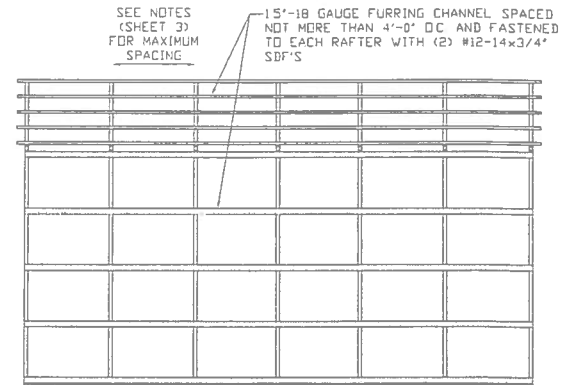 SEE NOTES
(SHEET 3)
FOR MAXIMUM
SPACING
15"-18 GAUGE FURRING CHANNEL SPACED
NOT MORE THAN 4'-0" OC AND FASTENED
TO EACH RAFTER WITH (2) #12-14x3/4"
SDF'S